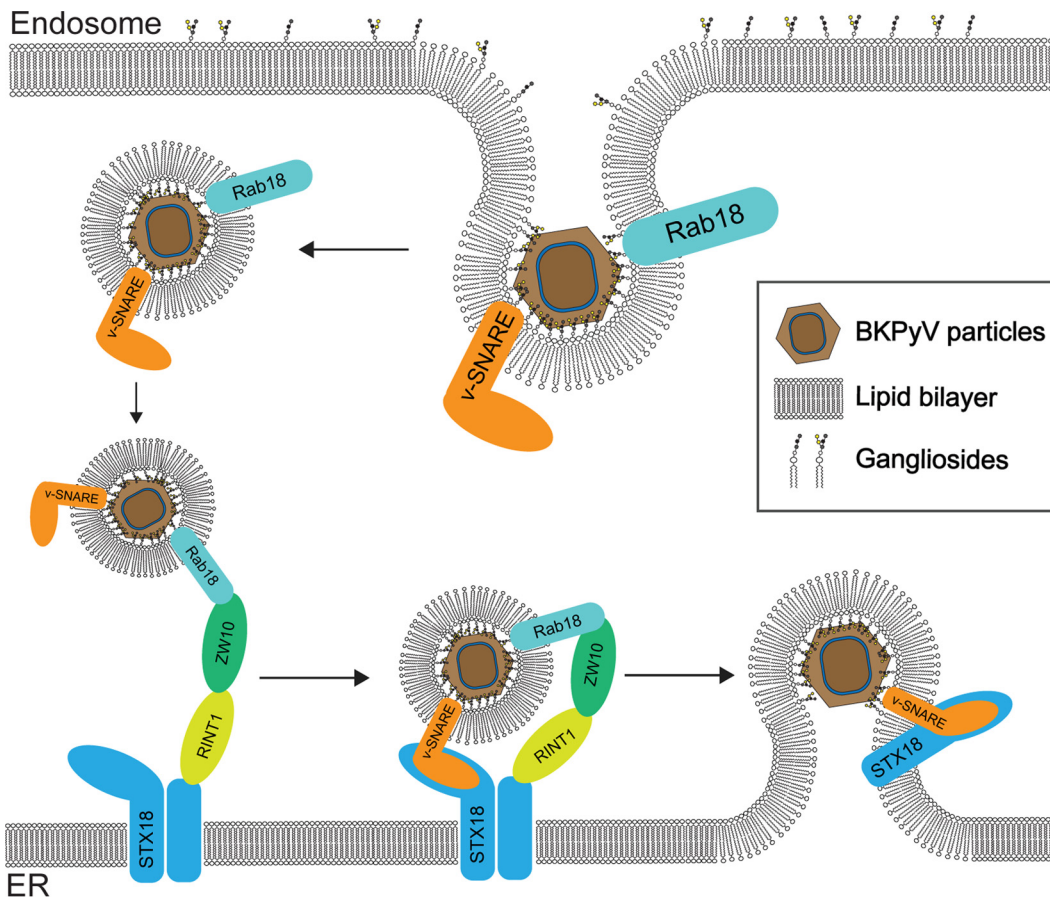 Endosome
Rab18
v-SNARE
Rab18
v-SNARE
BKPyV particles
Lipid bilayer
Gangliosides
v-SNARE
Rab18
ZW10
RINT1
STX18
Rab18
ZW10
v-SNARE
RINT1
STX18
v-SNARE
STX18
ER